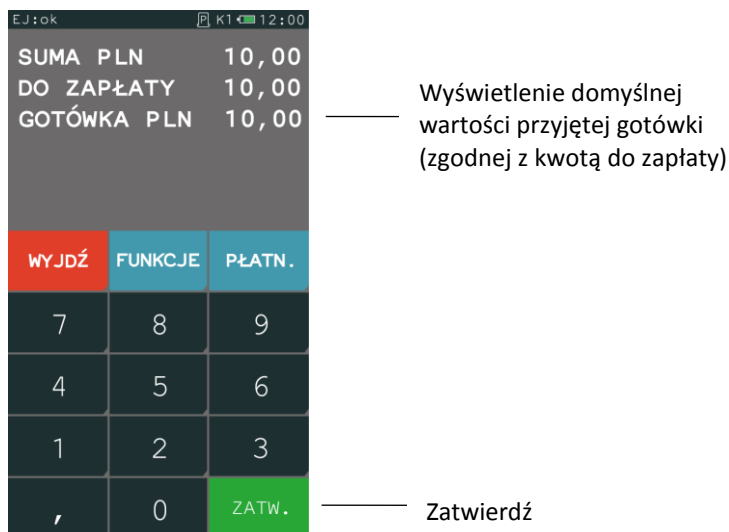 EJ:ok P K1 12:00
SUMA PLN 10,00
DO ZAPŁATY 10,00
GOTÓWKA PLN 10,00
Wyświetlenie domyślnej
wartości przyjętej gotówki
(zgodnej z kwotą do zapłaty)
WYJDŹ FUNKCJE PŁATN.
7 8 9
4 5 6
1 2 3
, 0 ZATW.
Zatwierdź